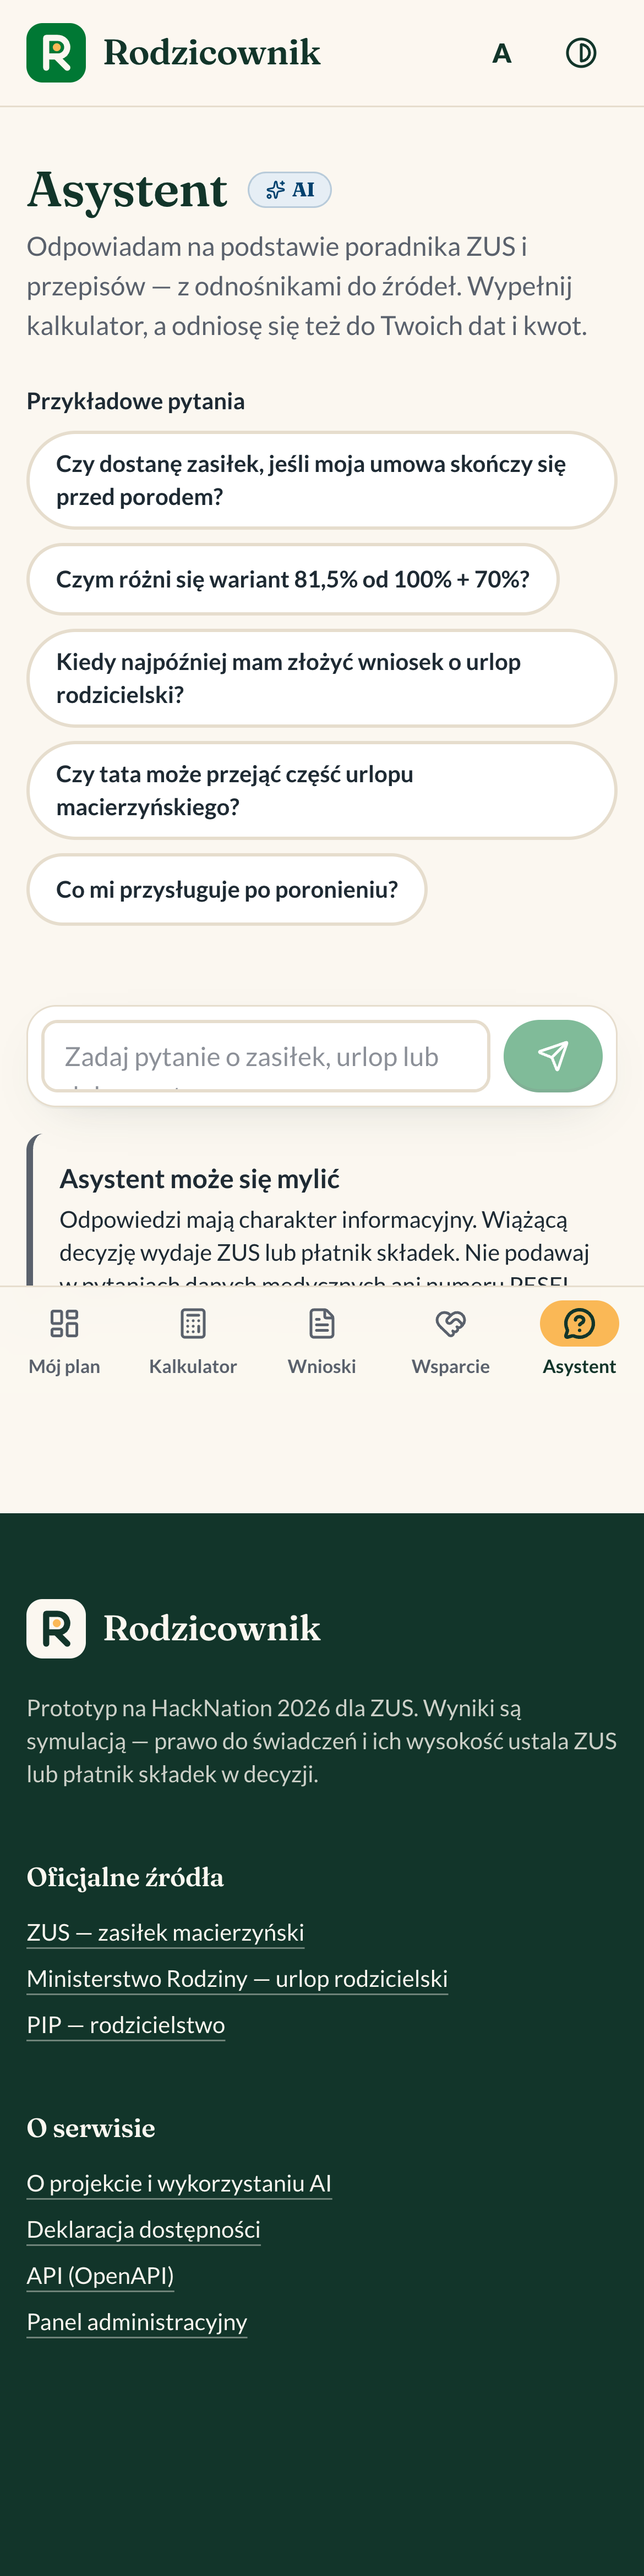 Rodzicownik
A
Asystent
AI
Odpowiadam na podstawie poradnika ZUS i
przepisów — z odnośnikami do źródeł. Wypełnij
kalkulator, a odniosę się też do Twoich dat i kwot.
Przykładowe pytania
Czy dostanę zasiłek, jeśli moja umowa skończy się
przed porodem?
Czym różni się wariant 81,5% od 100% + 70%?
Kiedy najpóźniej mam złożyć wniosek o urlop
rodzicielski?
Czy tata może przejąć część urlopu
macierzyńskiego?
Co mi przysługuje po poronieniu?
Zadaj pytanie o zasiłek, urlop lub
Asystent może się mylić
Odpowiedzi mają charakter informacyjny. Wiążącą
decyzję wydaje ZUS lub płatnik składek. Nie podawaj
w pytaniach danych medycznych ani numeru PESEL
Mój plan
Kalkulator
Wnioski
Wsparcie
Asystent
Rodzicownik
Prototyp na HackNation 2026 dla ZUS. Wyniki są
symulacją — prawo do świadczeń i ich wysokość ustala ZUS
lub płatnik składek w decyzji.
Oficjalne źródła
ZUS — zasiłek macierzyński
Ministerstwo Rodziny — urlop rodzicielski
PIP — rodzicielstwo
O serwisie
O projekcie i wykorzystaniu AI
Deklaracja dostępności
API (OpenAPI)
Panel administracyjny